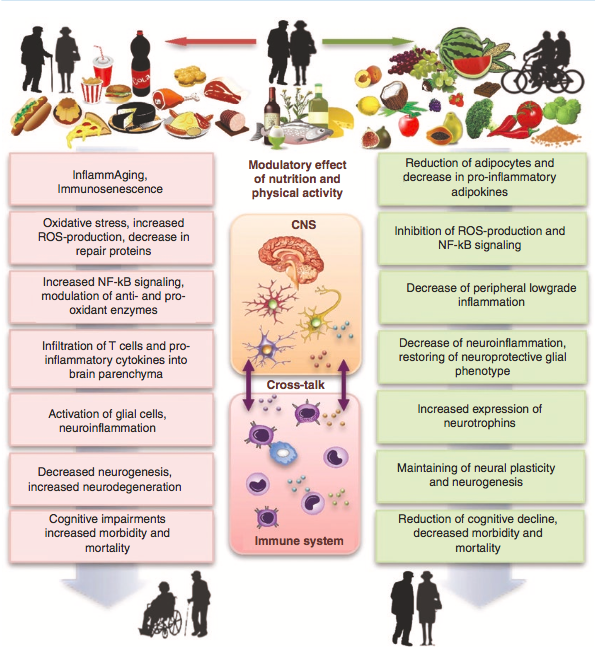 COLA
Modulatory effect
of nutrition and
physical activity
InflammAging,
Immunosenescence
Oxidative stress, increased
ROS-production, decrease in
repair proteins
Increased NF-kB signaling,
modulation of anti- and pro-
oxidant enzymes
Infiltration of T cells and pro-
inflammatory cytokines into
brain parenchyma
Activation of glial cells,
neuroinflammation
Decreased neurogenesis,
increased neurodegeneration
Cognitive impairments
increased morbidity and
mortality
CNS
Cross-talk
Immune system
Reduction of adipocytes and
decrease in pro-inflammatory
adipokines
Inhibition of ROS-production and
NF-kB signaling
Decrease of peripheral lowgrade
inflammation
Decrease of neuroinflammation,
restoring of neuroprotective glial
phenotype
Increased expression of
neurotrophins
Maintaining of neural plasticity
and neurogenesis
Reduction of cognitive decline,
decreased morbidity and
mortality